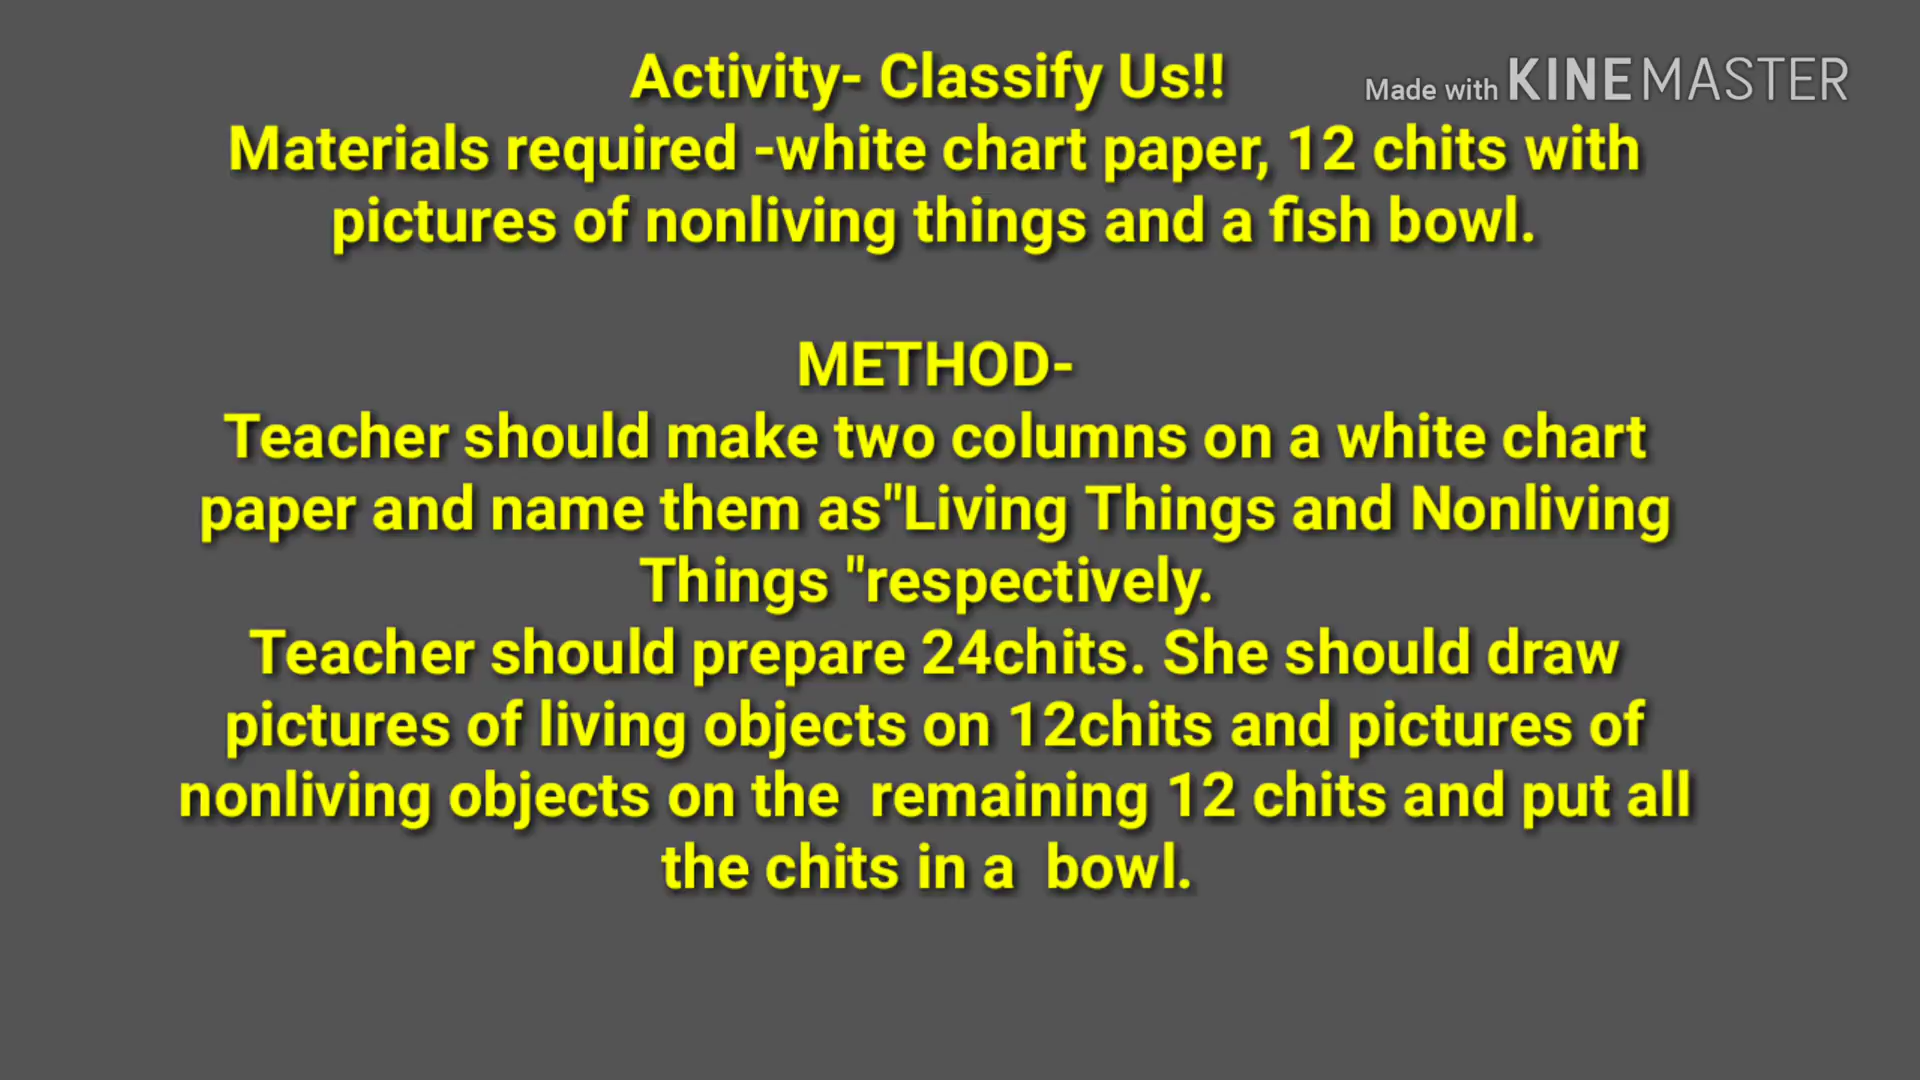 Activity- Classify Us!!
Made with KINEMASTER
Materials required -white chart paper, 12 chits with
pictures of nonliving things and a fish bowl.
METHOD-
Teacher should make two columns on a white chart
paper and name them as"Living Things and Nonliving
Things "respectively.
Teacher should prepare 24chits. She should draw
pictures of living objects on 12chits and pictures of
nonliving objects on the  remaining 12 chits and put all
the chits in a  bowl.